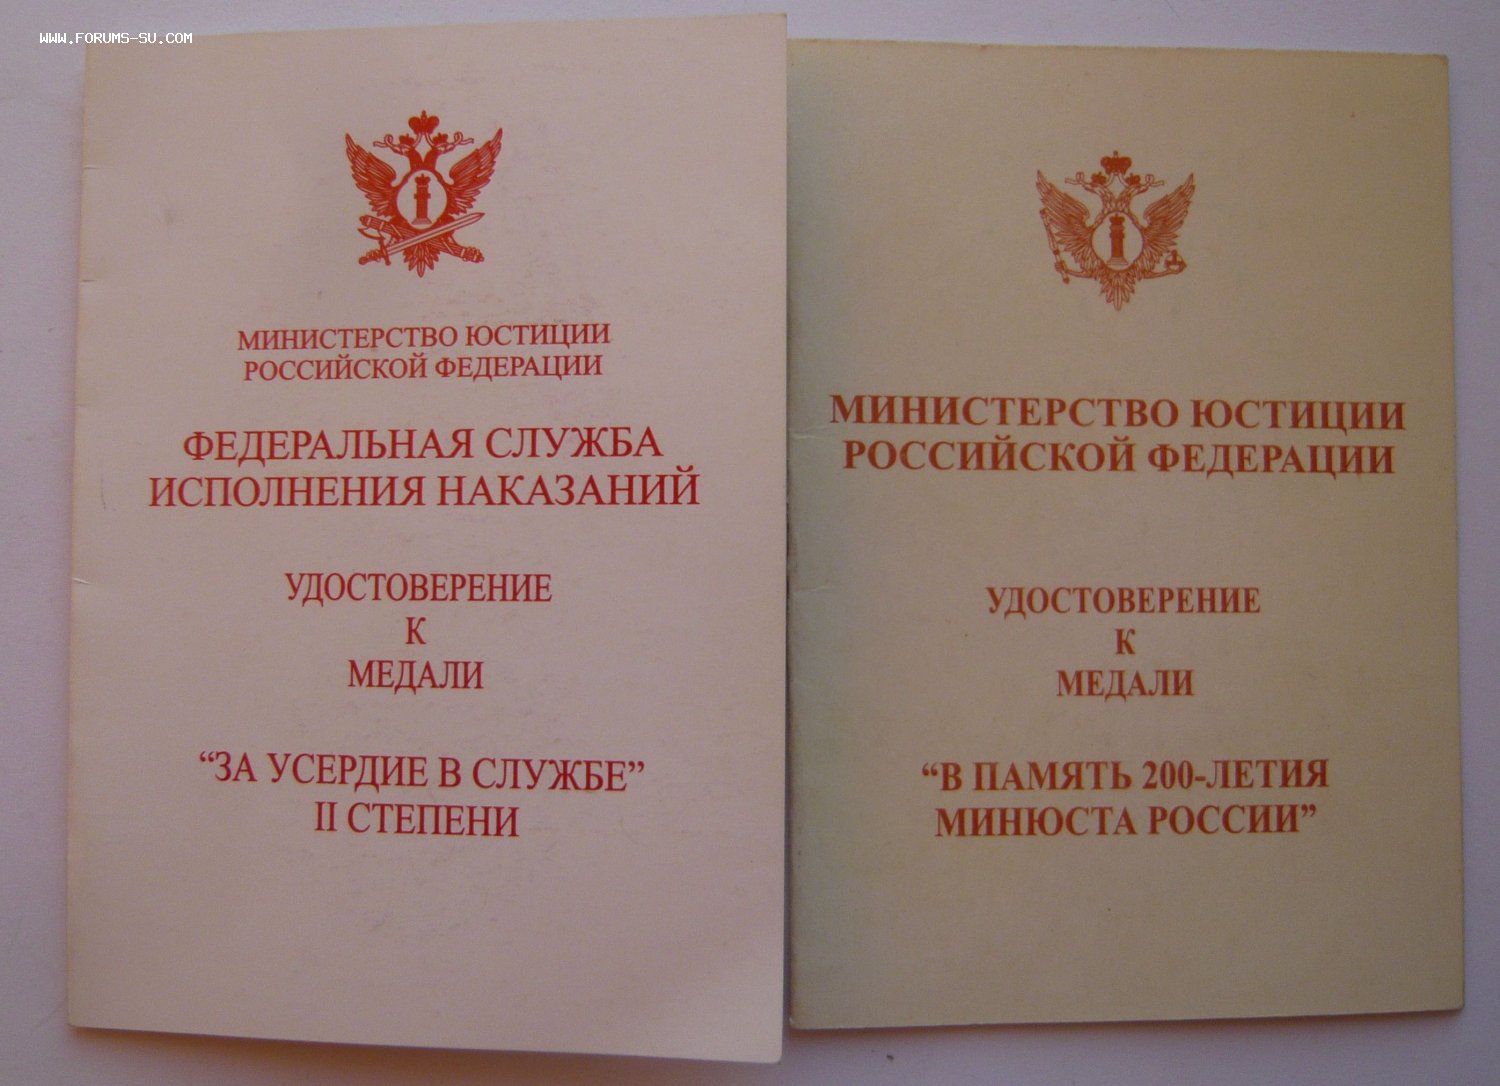 WWW.FORUMS-SU.COM
МИНИСТЕРСТВО ЮСТИЦИИ
РОССИЙСКОЙ ФЕДЕРАЦИИ
ФЕДЕРАЛЬНАЯ СЛУЖБА
ИСПОЛНЕНИЯ НАКАЗАНИЙ
УДОСТОВЕРЕНИЕ
К
МЕДАЛИ
“ЗА УСЕРДИЕ В СЛУЖБЕ”
II СТЕПЕНИ
МИНИСТЕРСТВО ЮСТИЦИИ
РОССИЙСКОЙ ФЕДЕРАЦИИ
УДОСТОВЕРЕНИЕ
К
МЕДАЛИ
“В ПАМЯТЬ 200-ЛЕТИЯ
МИНЮСТА РОССИИ”